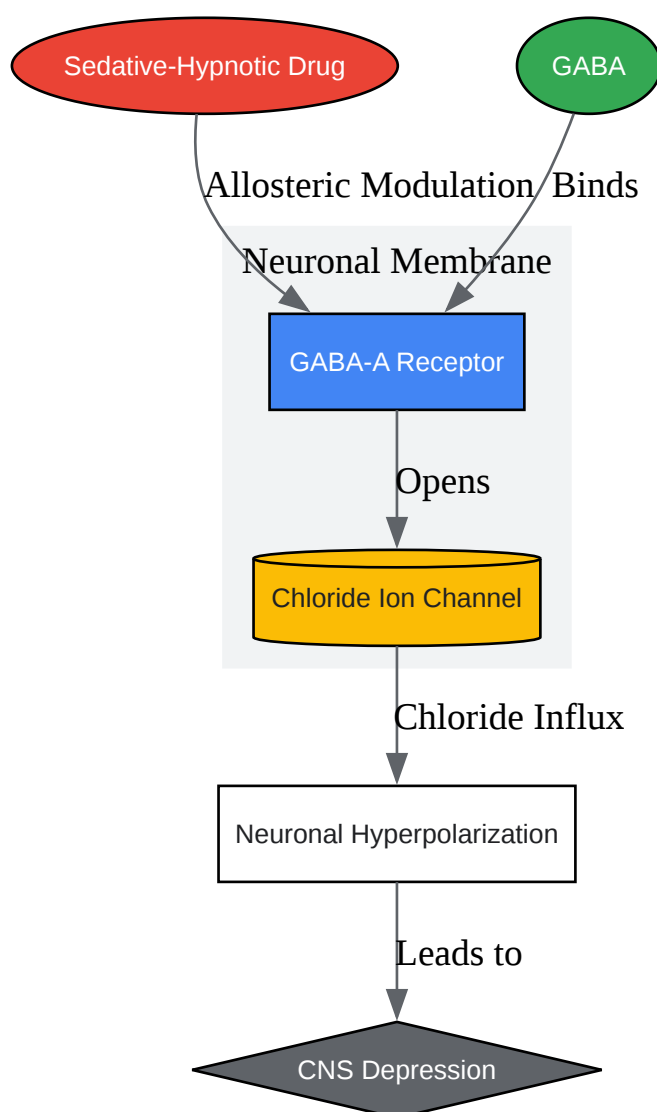 Sedative-Hypnotic Drug
GABA
Allosteric Modulation
Binds
Neuronal Membrane
GABA-A Receptor
Opens
Chloride Ion Channel
Chloride Influx
Neuronal Hyperpolarization
Leads to
CNS Depression